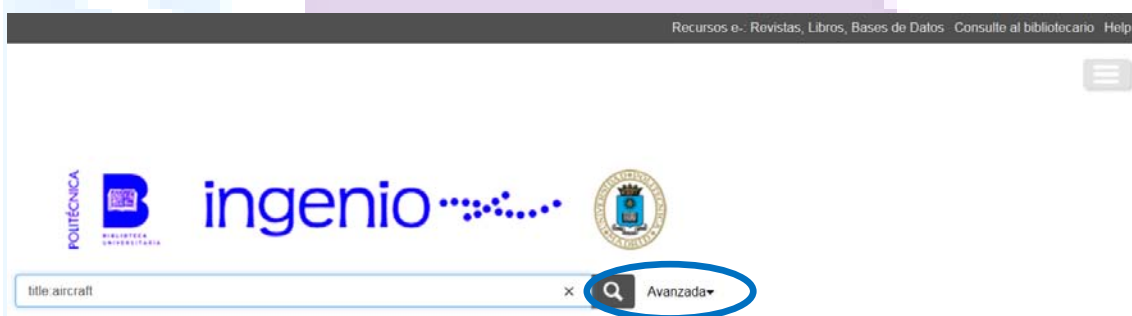 Recursos e-: Revistas, Libros, Bases de Datos Consulte al bibliotecario Help
POLITÉCNICA
B
BIBLIOTECA
UNIVERSITARIA
ingenio
title:aircraft × Avanzada